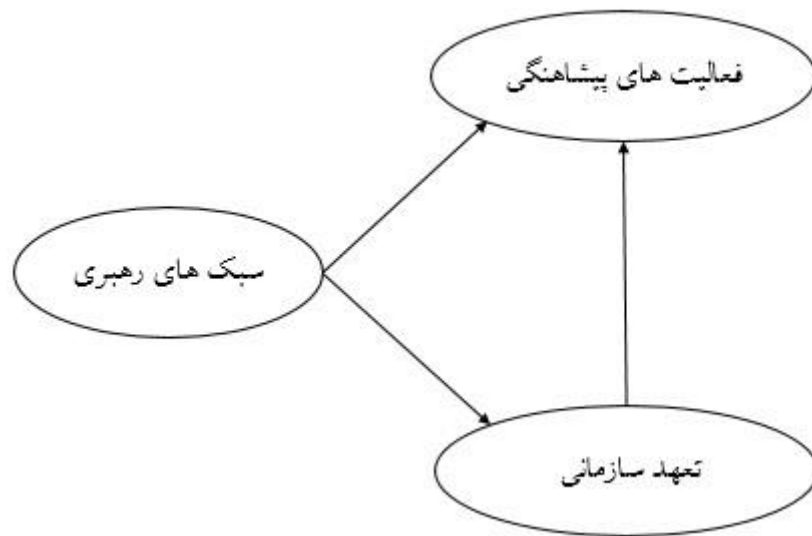 فعالیت های پیشاهنگی
سبک های رهبری
تعهد سازمانی